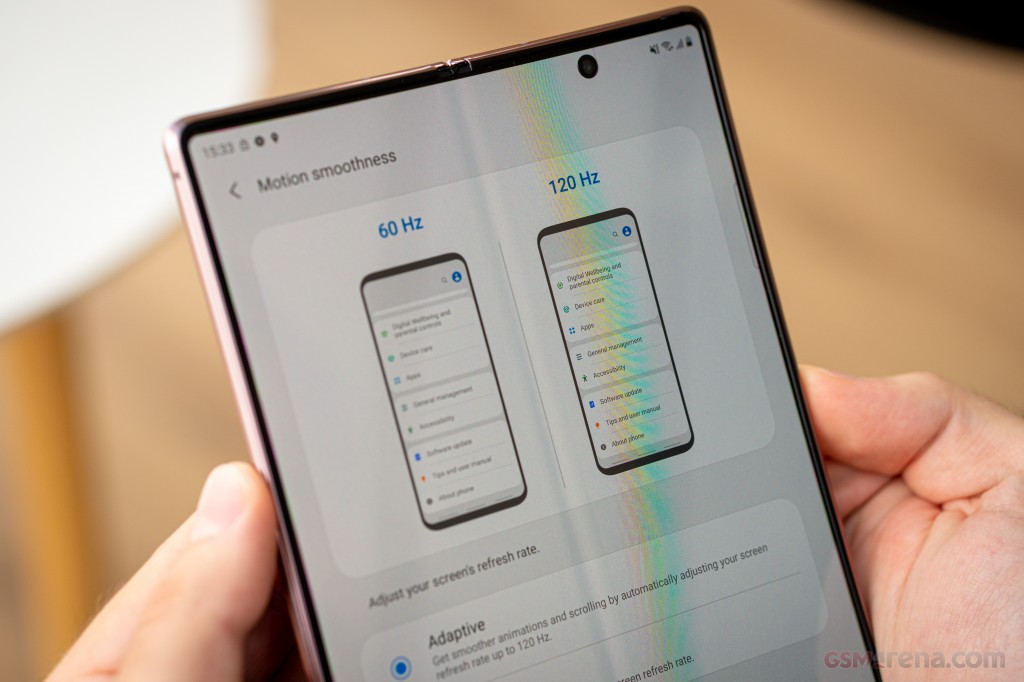 15:33
Motion smoothness
60 Hz
120 Hz
Digital Wellbeing and
parental controls
Device care
Apps
General management
Accessibility
Software update
Tips and user manual
About phone
Digital Wellbeing and
parental controls
Device care
Apps
General management
Accessibility
Software update
Tips and user manual
About phone
Adjust your screen's refresh rate.
Adaptive
Get smoother animations and scrolling by automatically adjusting your screen
refresh rate up to 120 Hz.
screen refresh rate.
GSMArena.com